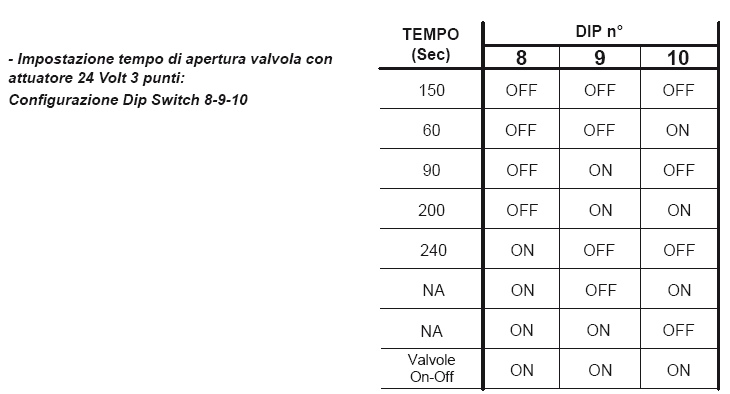 - Impostazione tempo di apertura valvola con
attuatore 24 Volt 3 punti:
Configurazione Dip Switch 8-9-10
TEMPO
(Sec) DIP n°
8 9 10
150 OFF OFF OFF
60 OFF OFF ON
90 OFF ON OFF
200 OFF ON ON
240 ON OFF OFF
NA ON OFF ON
NA ON ON OFF
Valvole
On-Off ON ON ON